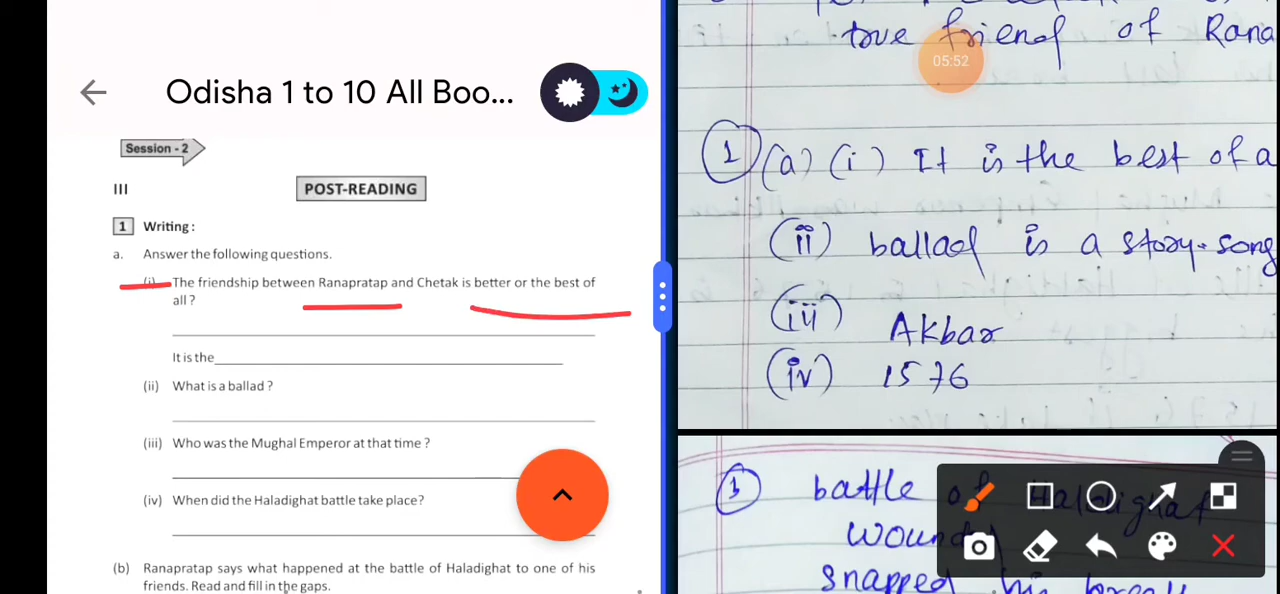 Odisha 1 to 10 All Boo...
Session - 2
III POST-READING
1 Writing :
a. Answer the following questions.
(i) The friendship between Ranapratap and Chetak is better or the best of
all ?
It is the
(ii) What is a ballad ?
(iii) Who was the Mughal Emperor at that time ?
(iv) When did the Haladighat battle take place?
(b) Ranapratap says what happened at the battle of Haladighat to one of his
friends. Read and fill in the gaps.
true friend of Rana
05:52
1 (a) (i) It is the best of a
(ii) ballad is a story-song
(iii) Akbar
(iv) 1576
battle of Haldighat
wound
snapped his